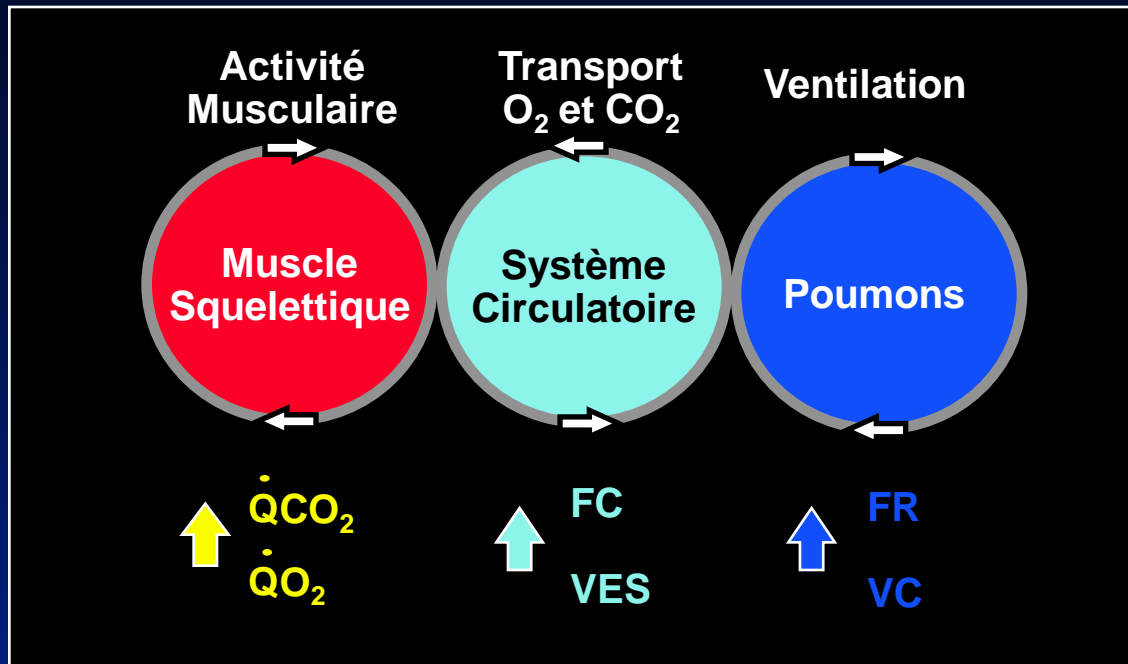 Activité
Musculaire
Transport
O₂ et CO₂
Ventilation
Muscle
Squelettique
Système
Circulatoire
Poumons
Q̇CO₂
Q̇O₂
FC
VES
FR
VC